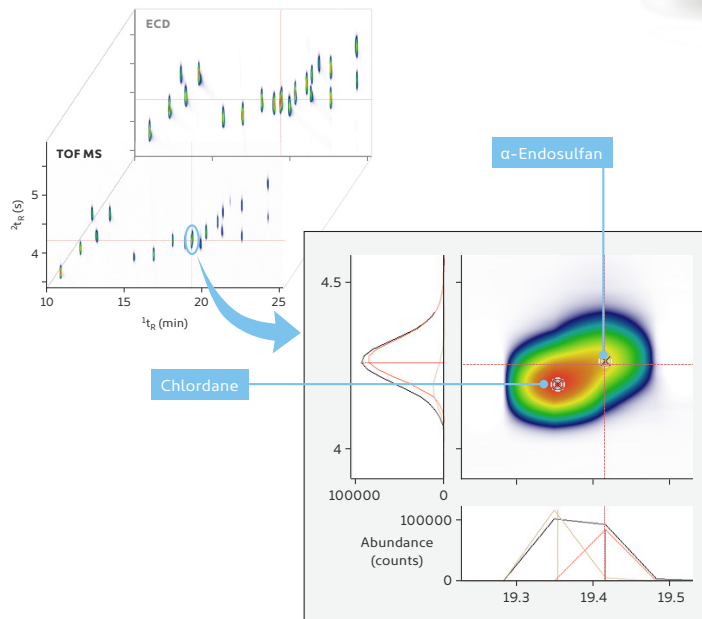 ECD
TOF MS
α-Endosulfan
5
4
²tR (s)
10
15
20
25
¹tR (min)
4.5
4
Chlordane
100000
0
100000
0
Abundance
(counts)
19.3
19.4
19.5